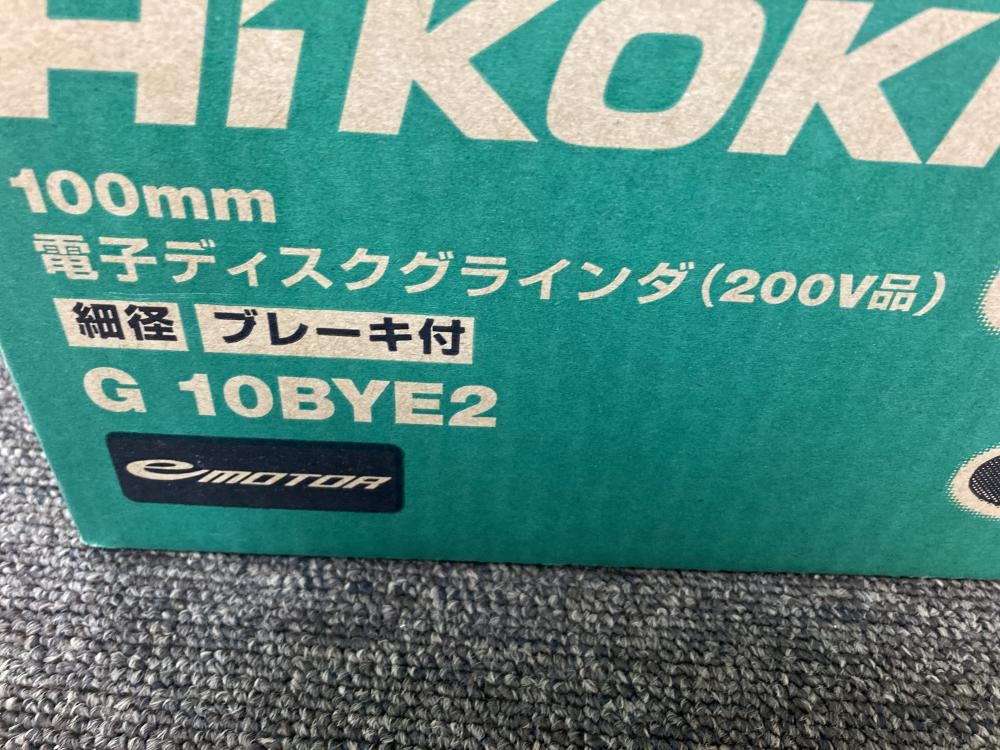 HiKOKI
100mm
電子ディスクグラインダ(200V品)
細径 ブレーキ付
G 10BYE2
e MOTOR